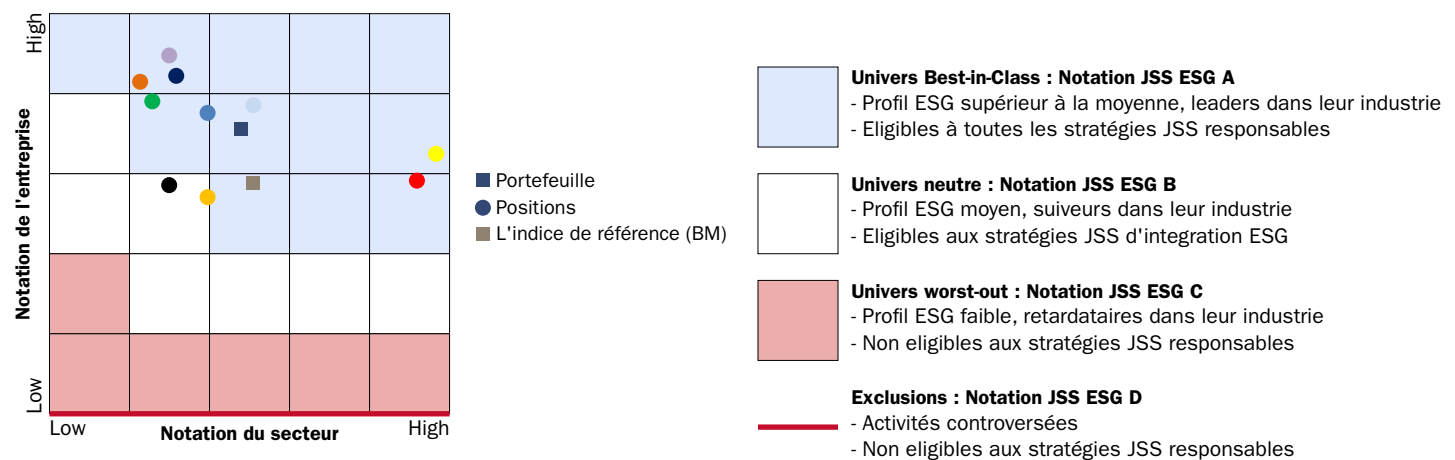 High
Notation de l'entreprise
Low
Low
Notation du secteur
High
Portefeuille
Positions
L'indice de référence (BM)
Univers Best-in-Class : Notation JSS ESG A
- Profil ESG supérieur à la moyenne, leaders dans leur industrie
- Eligibles à toutes les stratégies JSS responsables
Univers neutre : Notation JSS ESG B
- Profil ESG moyen, suiveurs dans leur industrie
- Eligibles aux stratégies JSS d'integration ESG
Univers worst-out : Notation JSS ESG C
- Profil ESG faible, retardataires dans leur industrie
- Non eligibles aux stratégies JSS responsables
Exclusions : Notation JSS ESG D
- Activités controversées
- Non eligibles aux stratégies JSS responsables